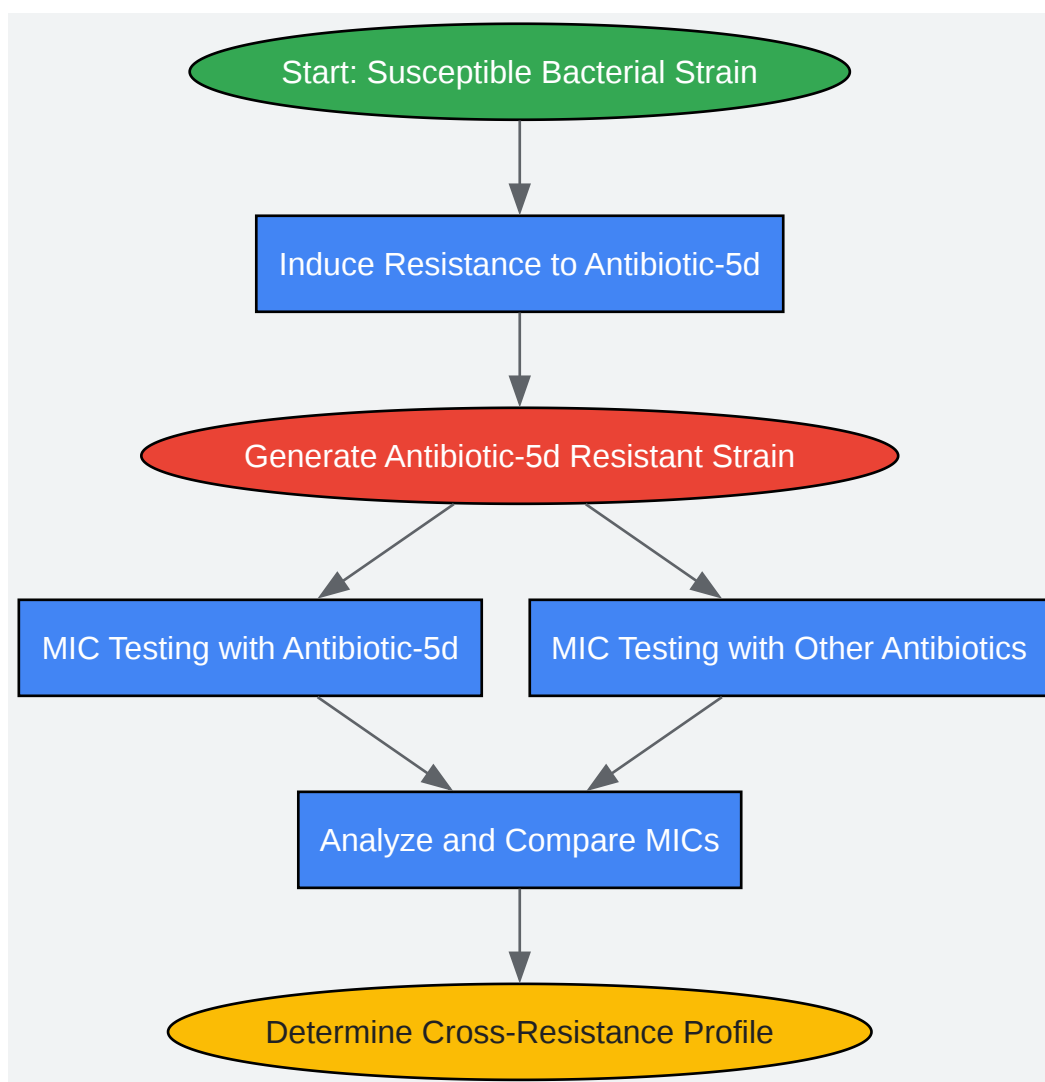 Start: Susceptible Bacterial Strain
Induce Resistance to Antibiotic-5d
Generate Antibiotic-5d Resistant Strain
MIC Testing with Antibiotic-5d
MIC Testing with Other Antibiotics
Analyze and Compare MICs
Determine Cross-Resistance Profile